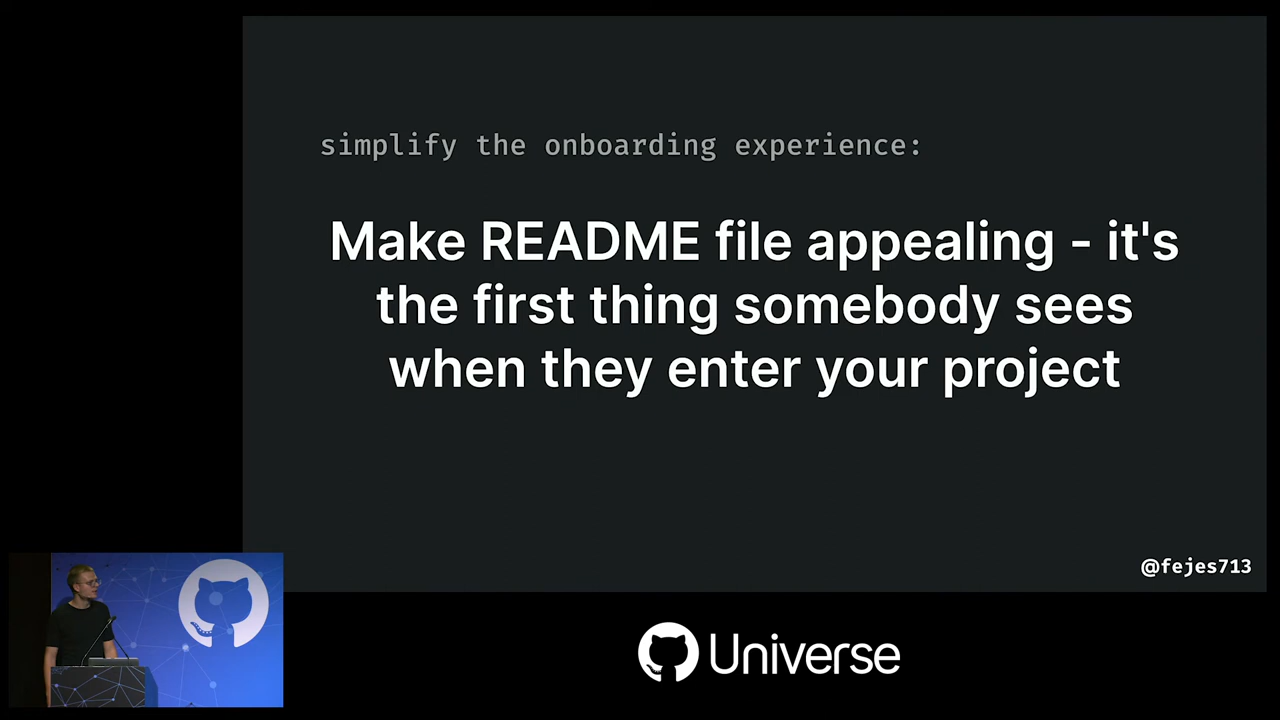 simplify the onboarding experience:
Make README file appealing - it's
the first thing somebody sees
when they enter your project
@fejes713
Universe